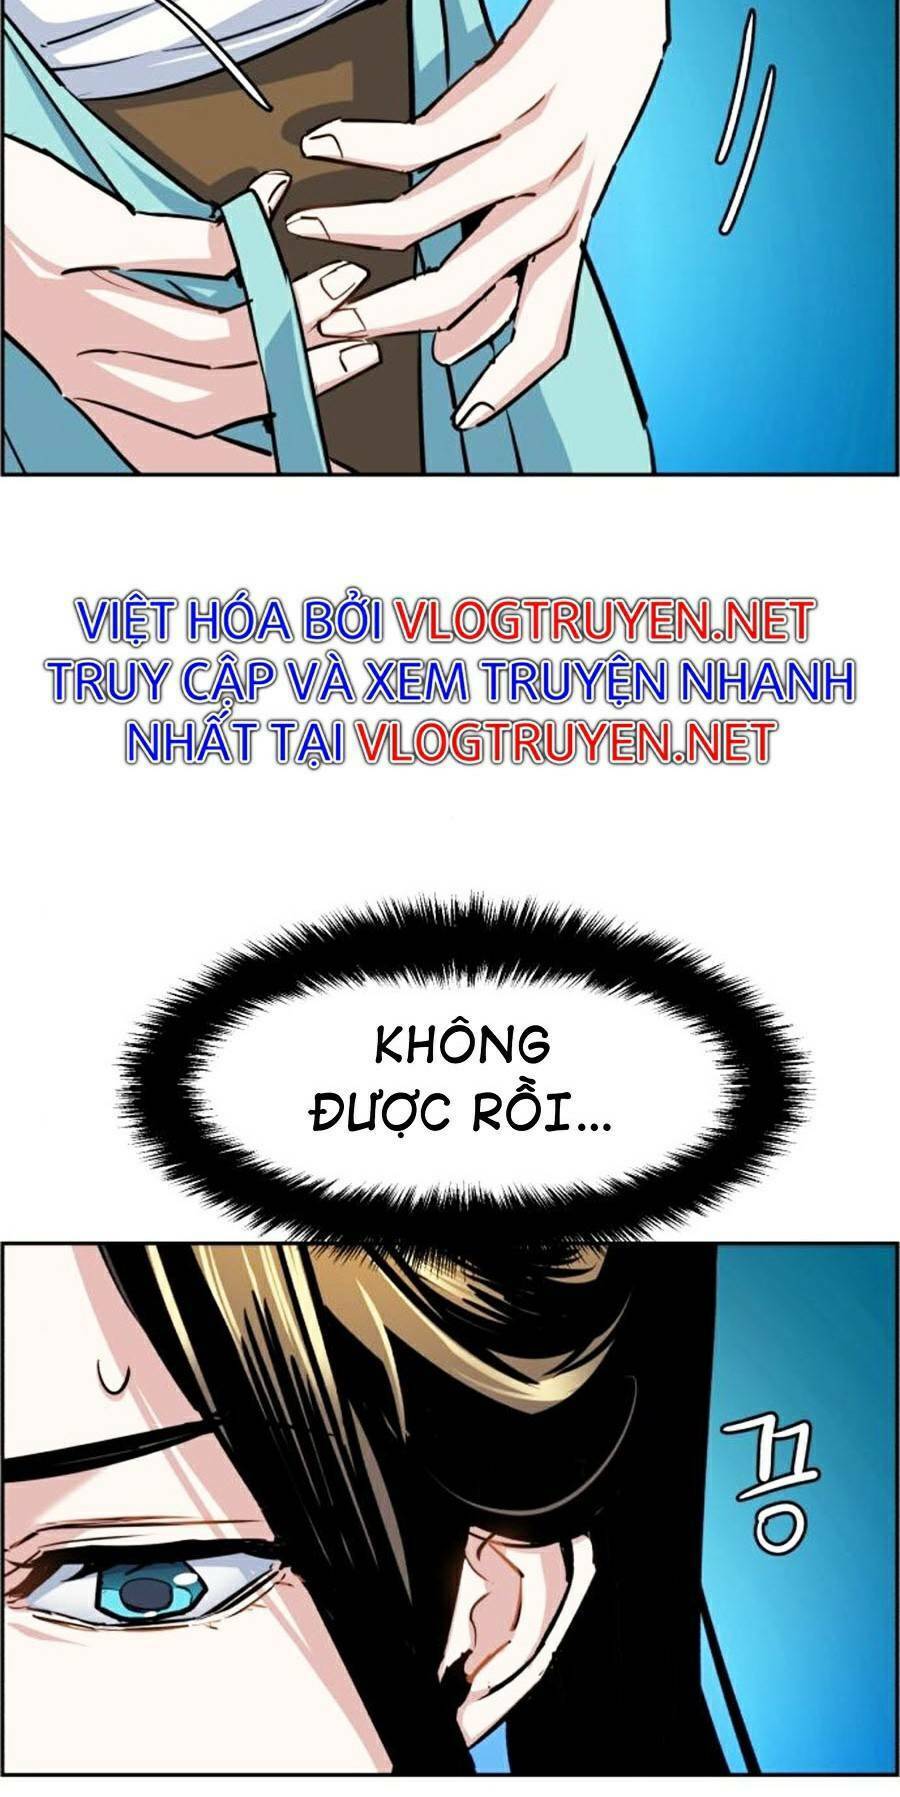 VIỆT HÓA BỞI VLOGTRUYEN.NET
TRUY CẬP VÀ XEM TRUYỆN NHANH
NHẤT TẠI VLOGTRUYEN.NET
KHÔNG
ĐƯỢC RỒI...
끙